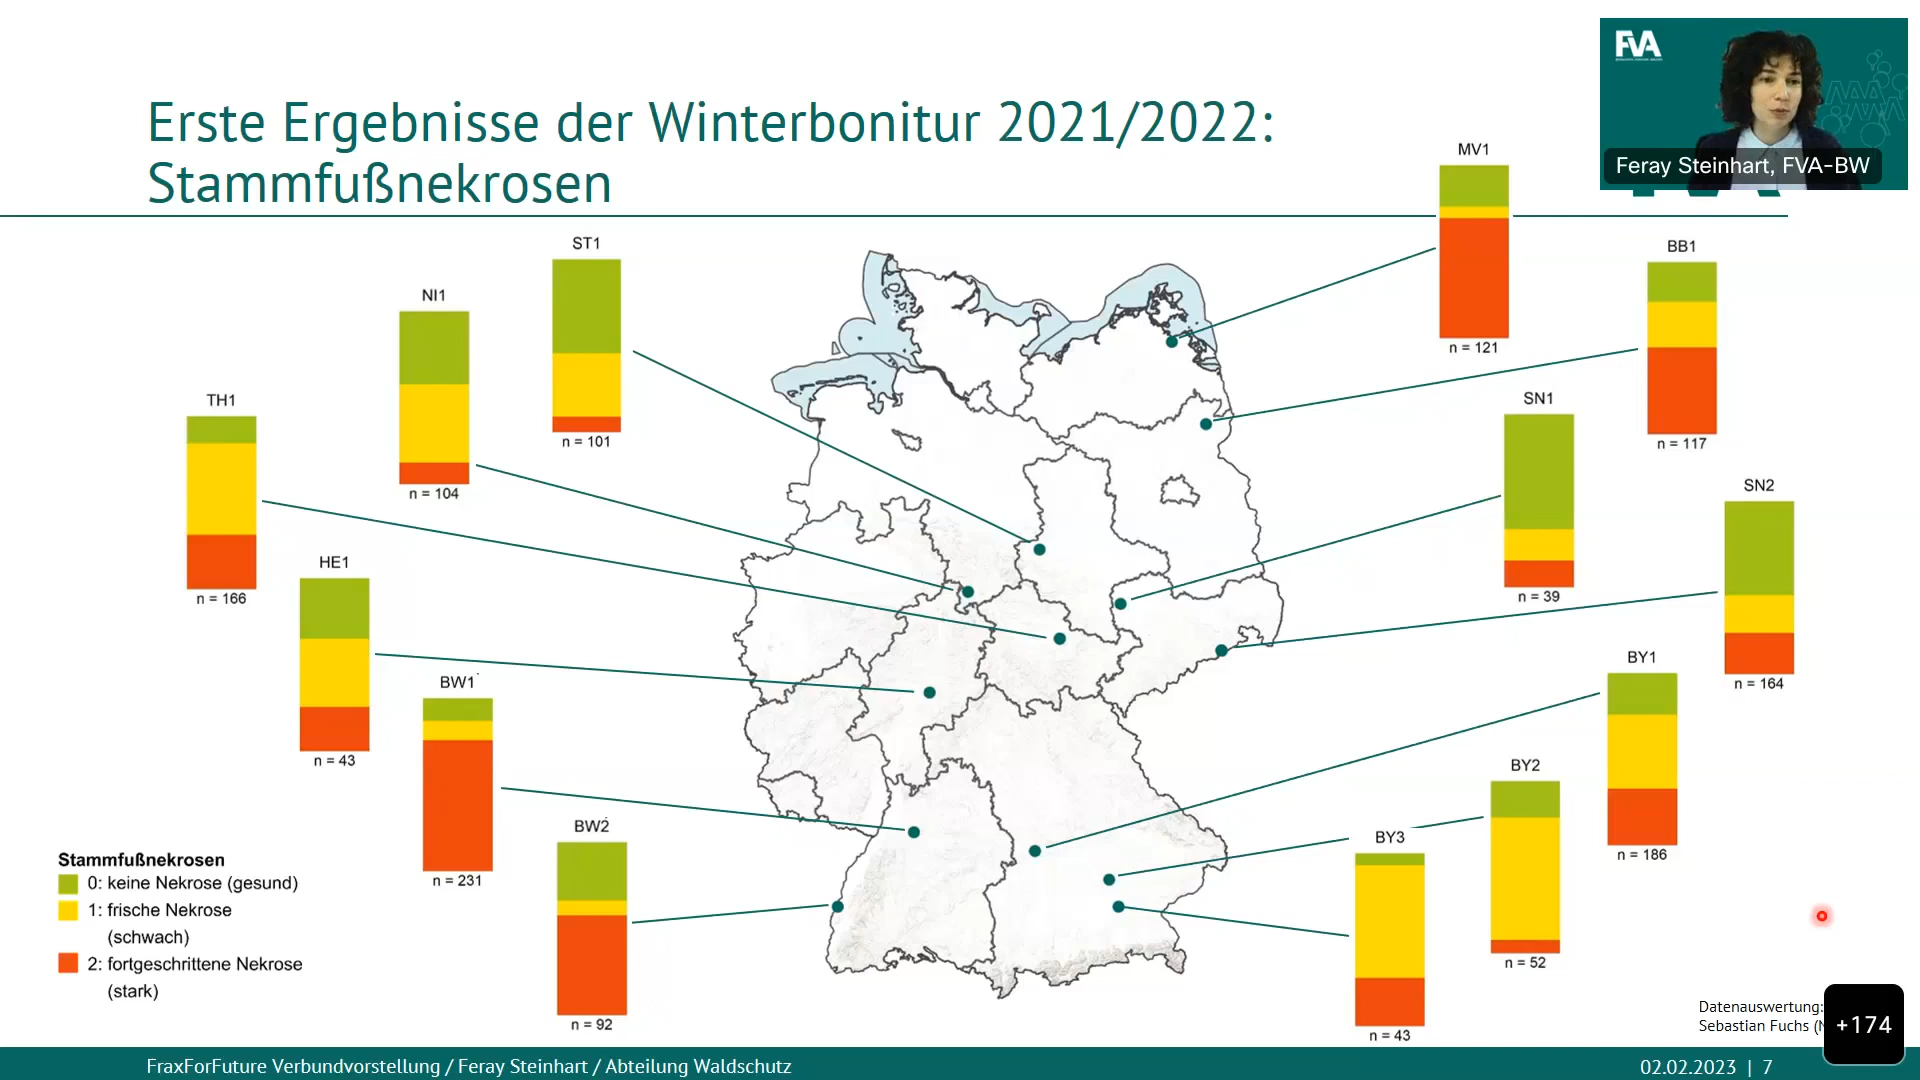 FVA
Feray Steinhart, FVA-BW
Erste Ergebnisse der Winterbonitur 2021/2022:
Stammfußnekrosen
MV1
n = 121
BB1
n = 117
ST1
n = 101
NI1
n = 104
TH1
n = 166
SN1
n = 39
SN2
n = 164
HE1
n = 43
BW1
n = 231
BW2
n = 92
BY1
n = 186
BY2
n = 52
BY3
n = 43
Stammfußnekrosen
0: keine Nekrose (gesund)
1: frische Nekrose
(schwach)
2: fortgeschrittene Nekrose
(stark)
Datenauswertung:
Sebastian Fuchs
+174
FraxForFuture Verbundvorstellung / Feray Steinhart / Abteilung Waldschutz
02.02.2023 | 7